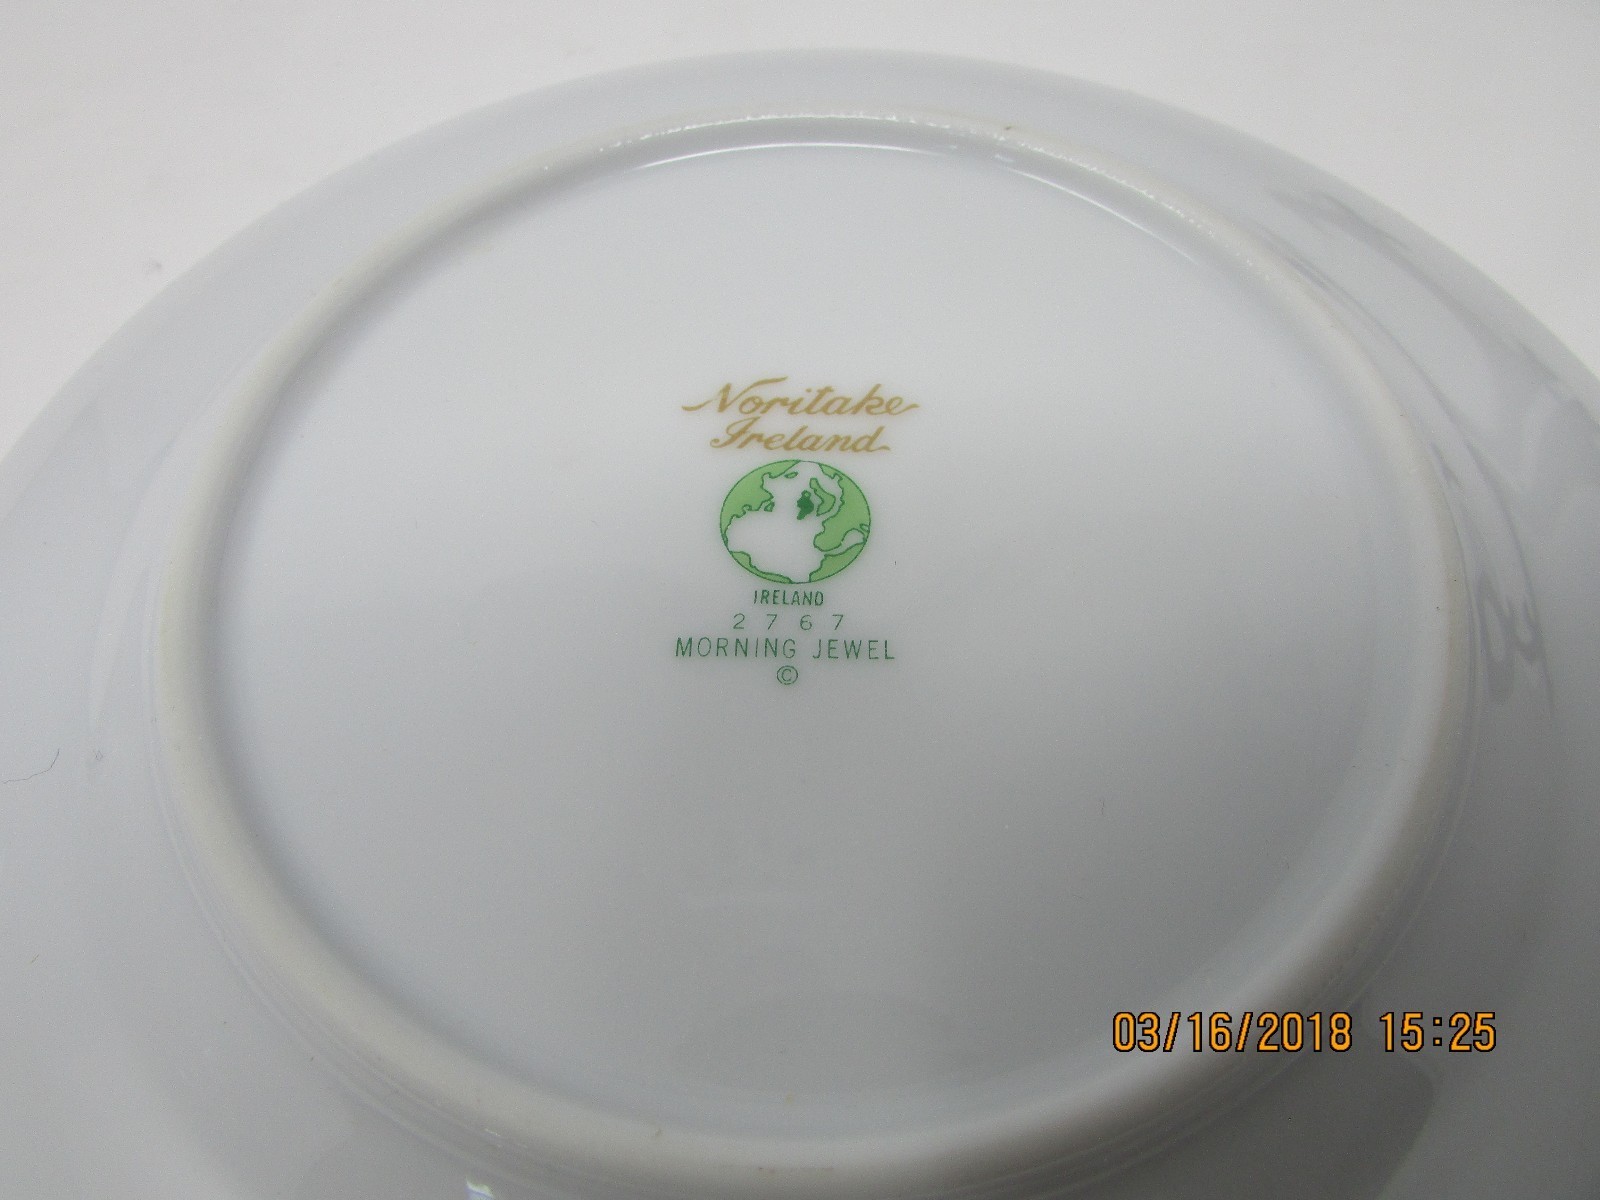 Noritake
Ireland
IRELAND
2767
MORNING JEWEL
©
03/16/2018 15:25